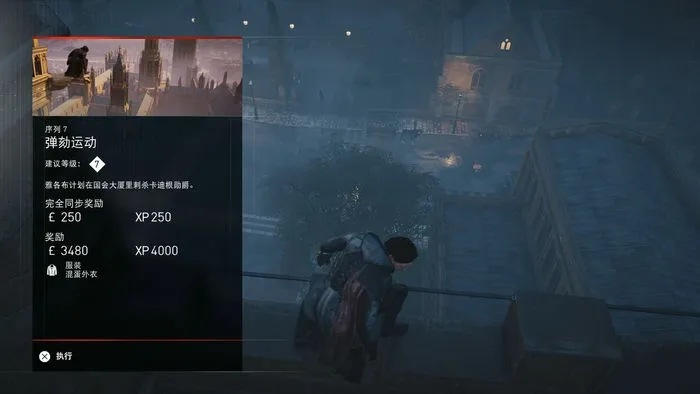 序列 7
弹劾运动
建议等级： 7
雅各布计划在国会大厦里刺杀卡迪根勋爵。
完全同步奖励
£ 250 XP 250
奖励
£ 3480 XP 4000
服装
混蛋外衣
执行